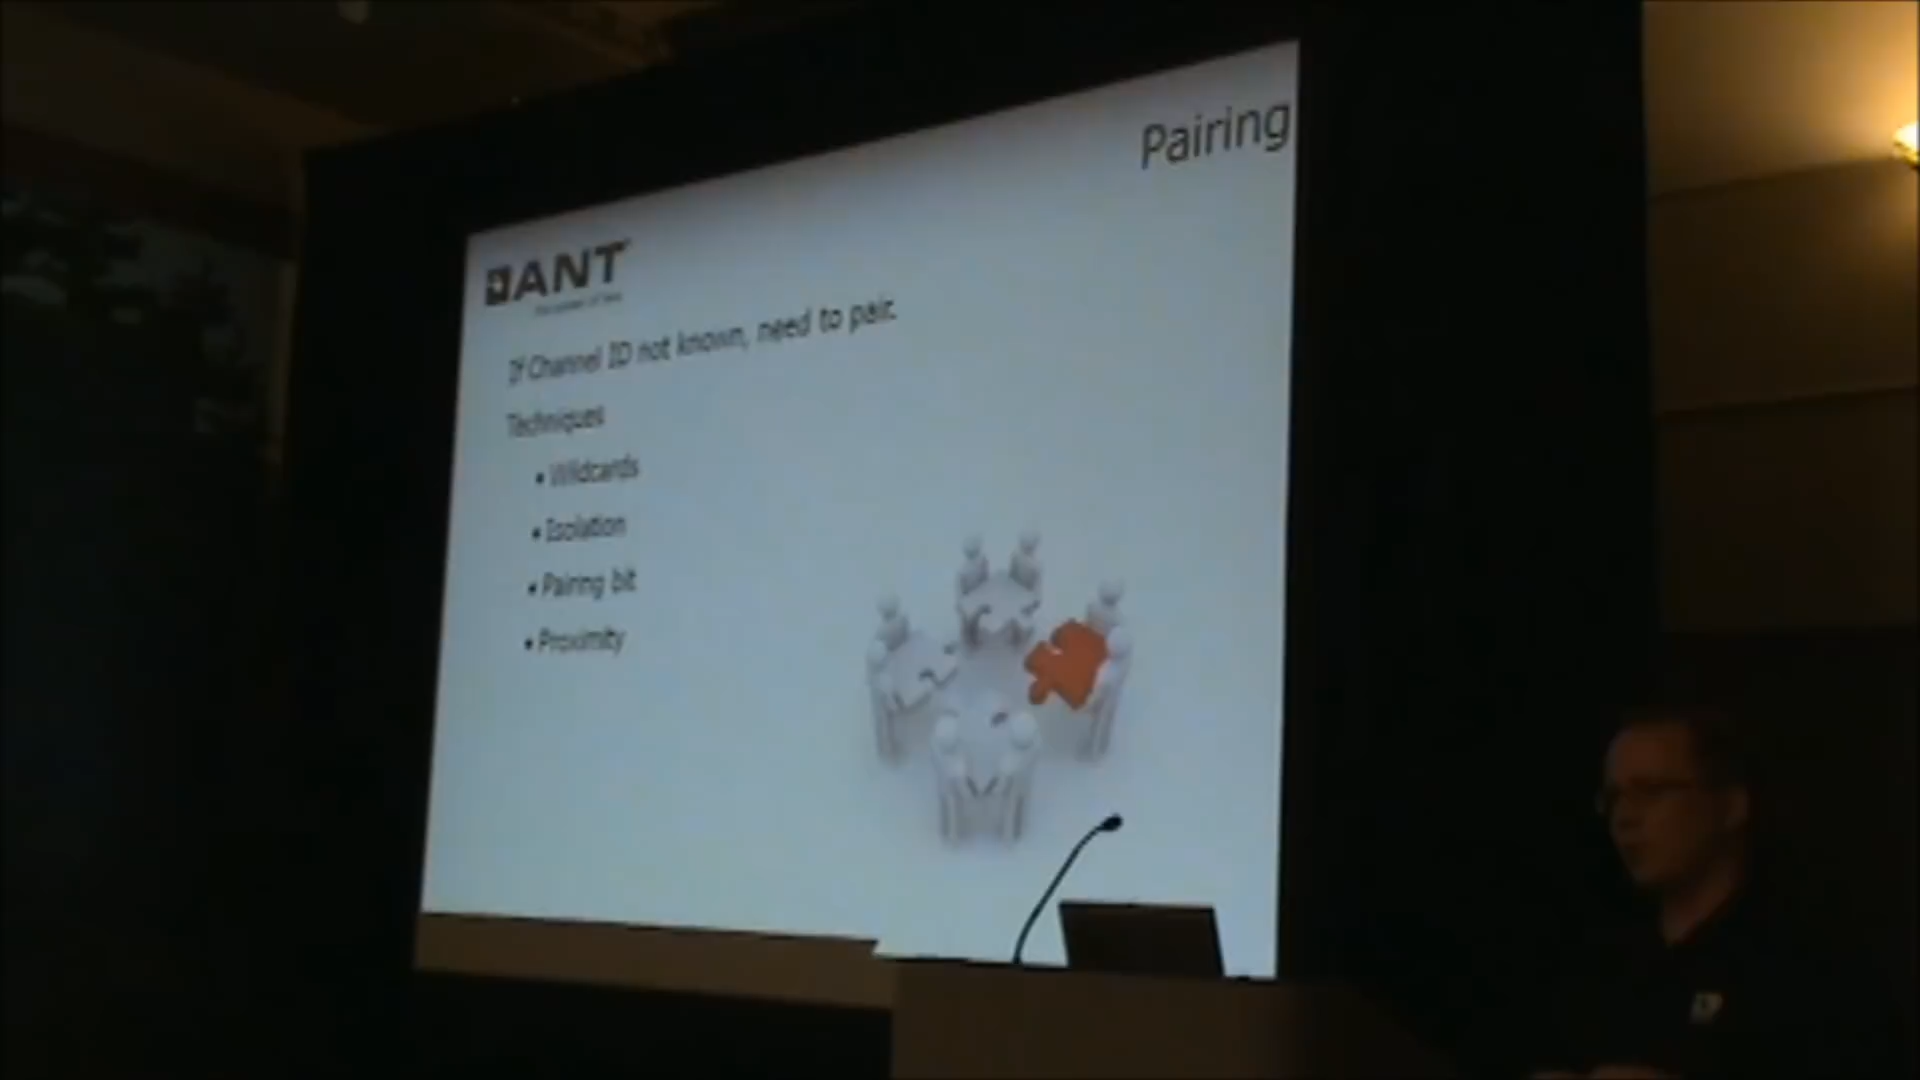 Pairing
ANT
If Channel ID not known, need to pair.
Techniques
• Wildcards
• Isolation
• Pairing bit
• Proximity